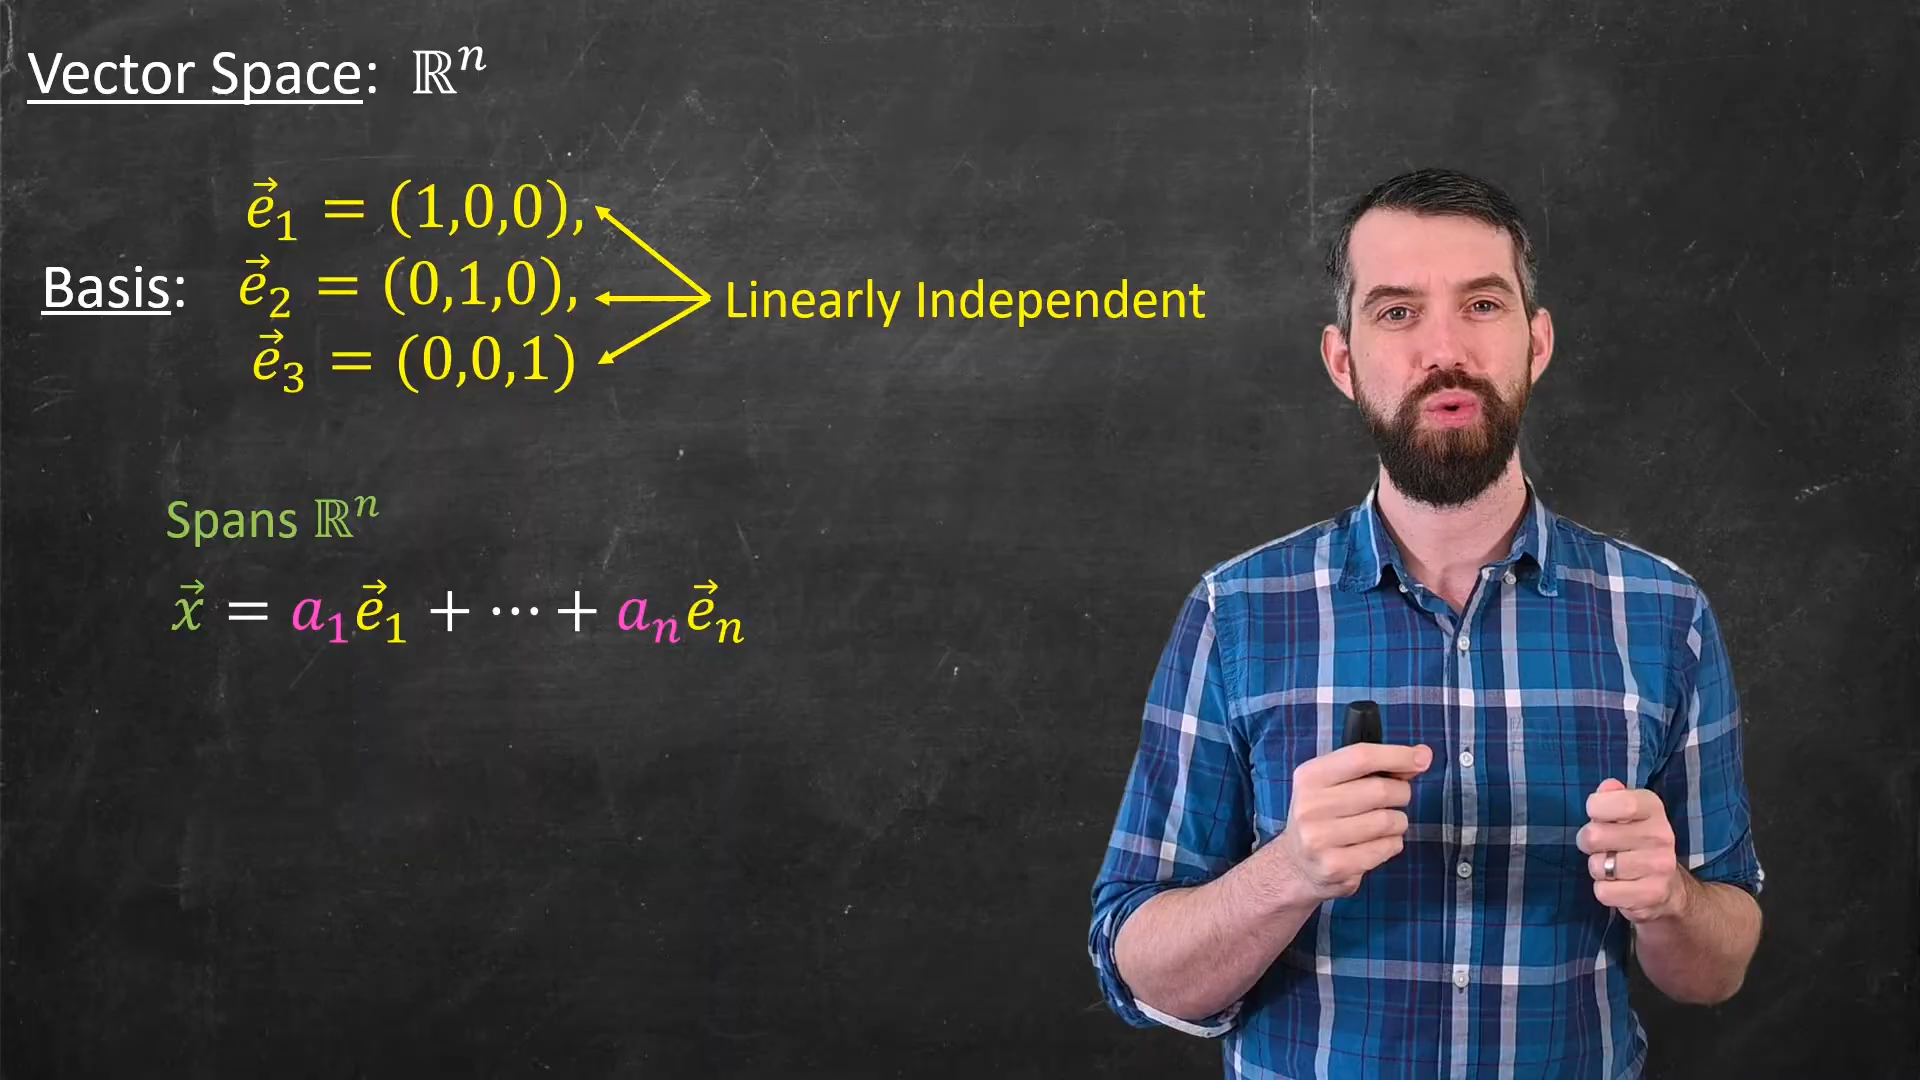 Vector Space: ℝⁿ
e⃗₁ = (1,0,0),
Basis: e⃗₂ = (0,1,0),
e⃗₃ = (0,0,1)
Linearly Independent
Spans ℝⁿ
x⃗ = a₁e⃗₁ + ⋯ + aₙe⃗ₙ